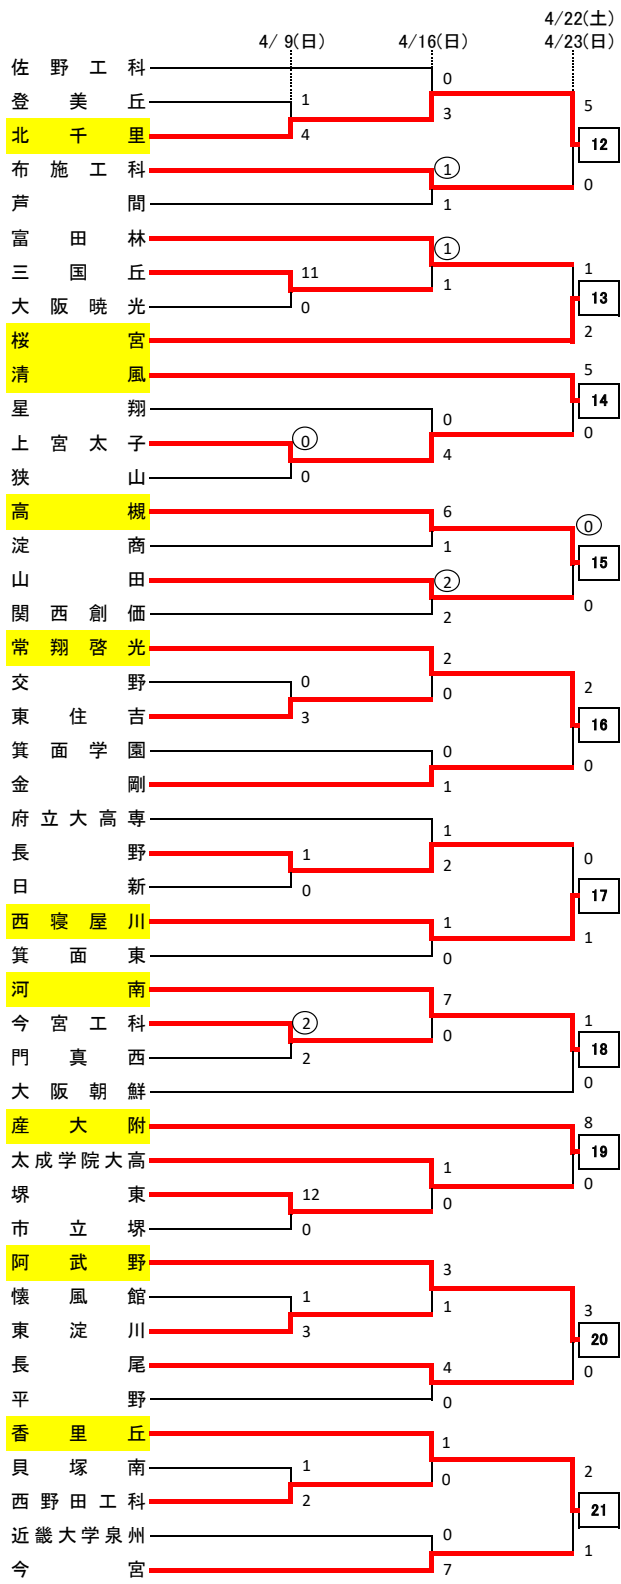 4/22(土)
4/ 9(日) 4/16(日) 4/23(日)
佐野工科
0
登美丘 1 5
3
北千里 4 12
布施工科 1
0
芦間 1
富田林 1
三国丘 11 1
1 13
大阪暁光 0
桜宮 2
清風 5
14
星翔 0 0
上宮太子 0
4
狭山 0
高槻 6
0
淀商 1
15
山田 2
0
関西創価 2
常翔啓光 2
交野 0 0 2
東住吉 3 16
箕面学園 0 0
金剛 1
府立大高専 1
長野 1 2 0
日新 0 17
西寝屋川 1
1
箕面東 0
河南 7
今宮工科 2 0 1
門真西 2 18
大阪朝鮮 0
産大附 8
19
太成学院大高 1
0
堺東 12 0
市立堺 0
阿武野 3
懐風館 1 1 3
東淀川 3 20
長尾 4 0
平野 0
香里丘 1
貝塚南 1 0 2
西野田工科 2 21
近畿大学泉州 0
1
今宮 7